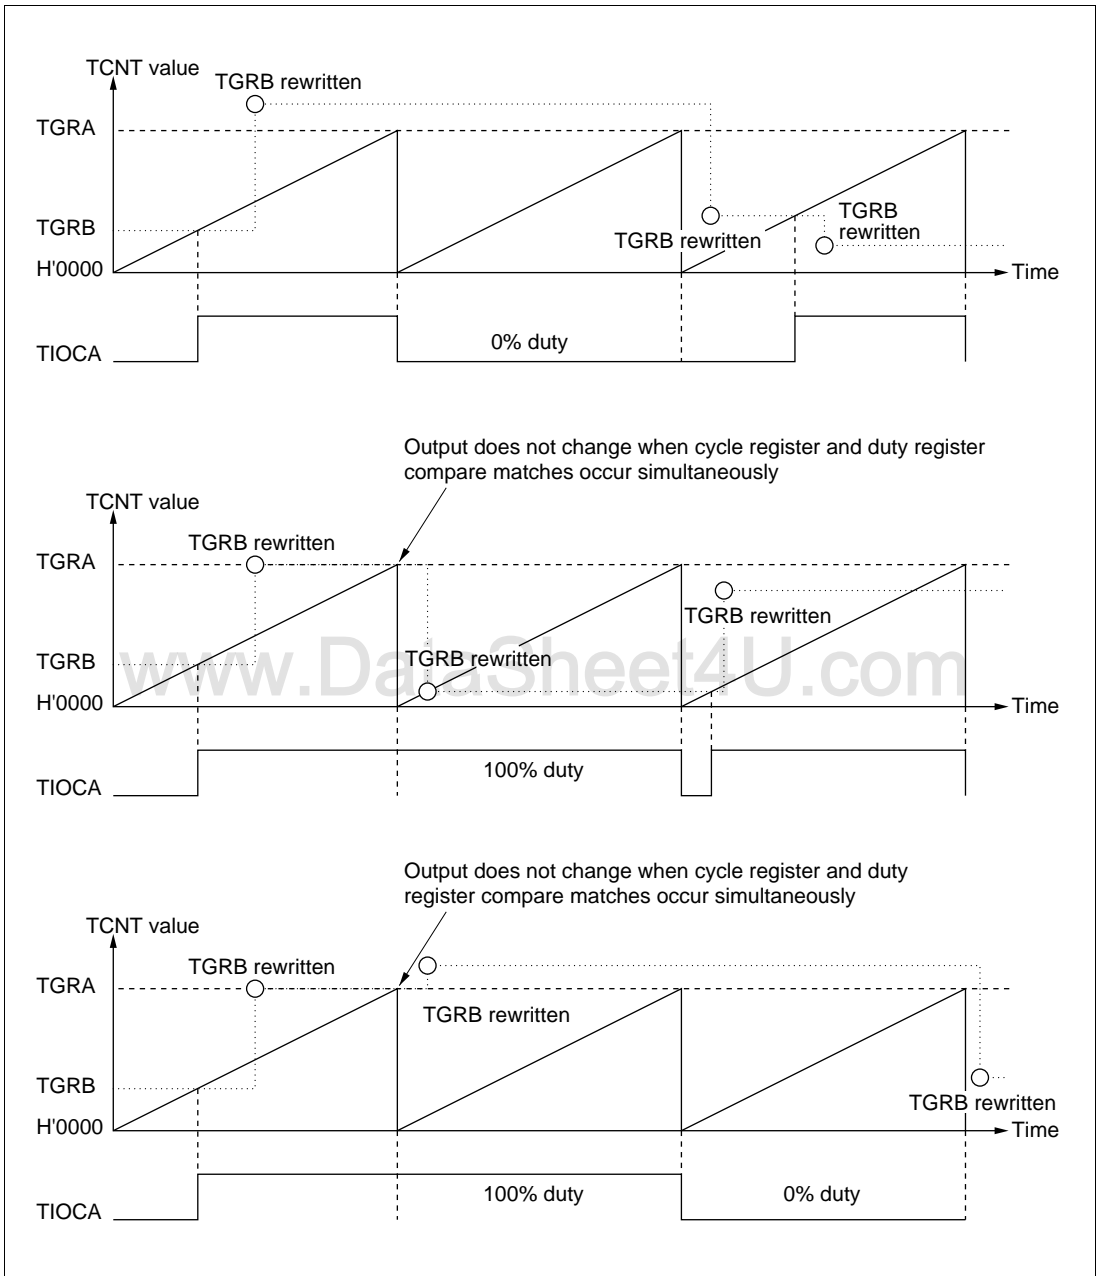 TCNT value
TGRB rewritten
TGRA
TGRB
rewritten
TGRB
TGRB rewritten
H'0000
Time
0% duty
TIOCA
Output does not change when cycle register and duty register
compare matches occur simultaneously
TCNT value
TGRB rewritten
TGRA
TGRB rewritten
TGRB
TGRB rewritten
www.DataSheet4U.com
H'0000
Time
100% duty
TIOCA
Output does not change when cycle register and duty
register compare matches occur simultaneously
TCNT value
TGRB rewritten
TGRA
TGRB rewritten
TGRB
TGRB rewritten
H'0000
Time
100% duty
0% duty
TIOCA